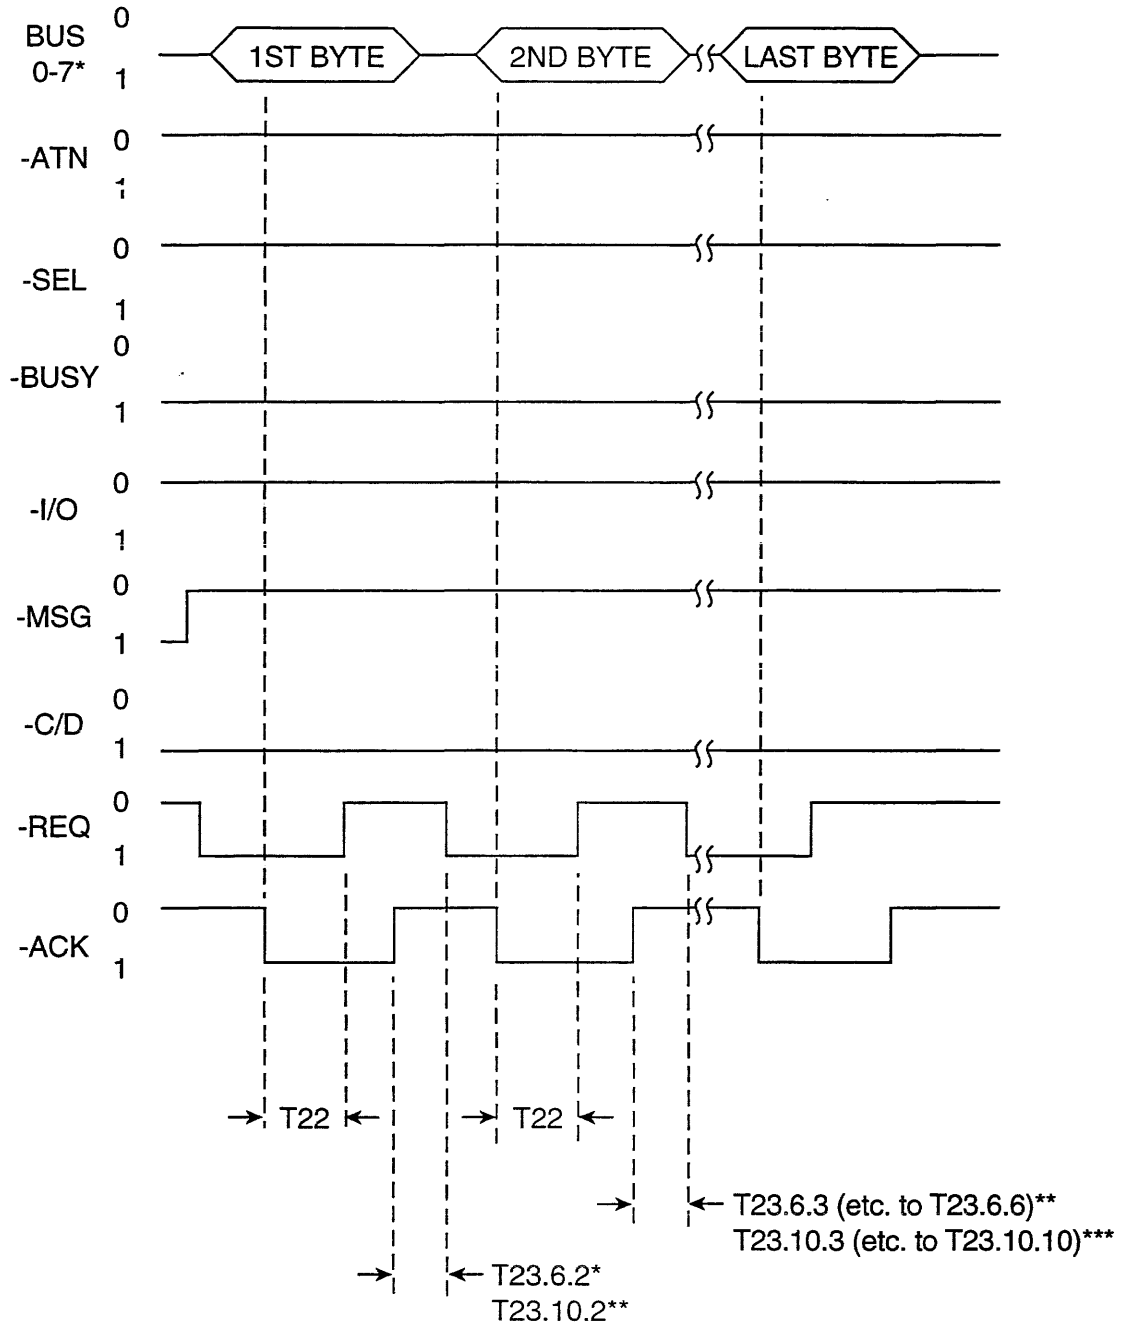 0
BUS
0-7*
1
1ST BYTE
2ND BYTE
LAST BYTE
0
-ATN
1
0
-SEL
1
0
-BUSY
1
0
-I/O
1
0
-MSG
1
0
-C/D
1
0
-REQ
1
0
-ACK
1
T22
T22
T23.6.3 (etc. to T23.6.6)**
T23.10.3 (etc. to T23.10.10)***
T23.6.2*
T23.10.2**